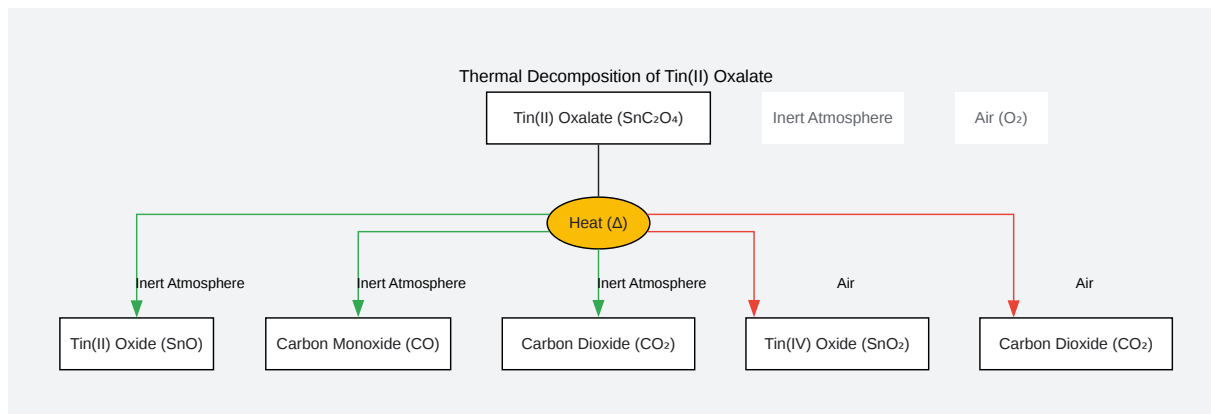 Thermal Decomposition of Tin(II) Oxalate
Tin(II) Oxalate (SnC₂O₄)
Inert Atmosphere
Air (O₂)
Heat (Δ)
Inert Atmosphere
Inert Atmosphere
Inert Atmosphere
Air
Air
Tin(II) Oxide (SnO)
Carbon Monoxide (CO)
Carbon Dioxide (CO₂)
Tin(IV) Oxide (SnO₂)
Carbon Dioxide (CO₂)